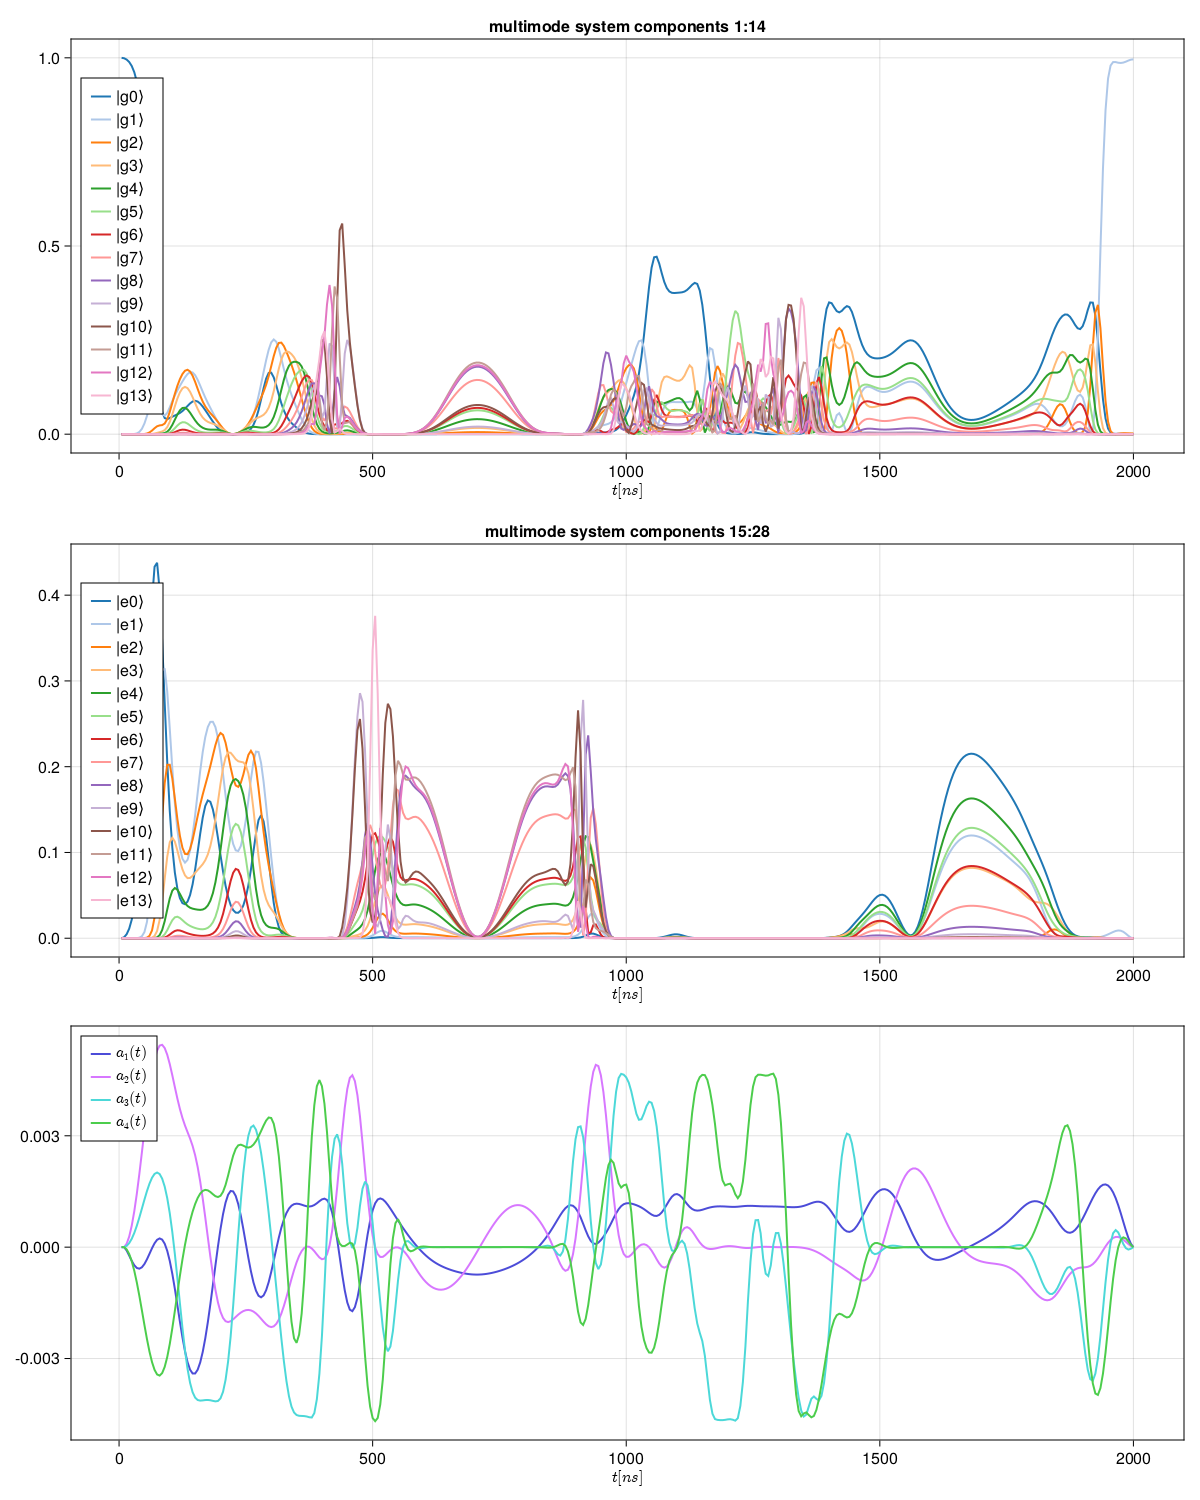 multimode system components 1:14
1.0
0.5
0.0
|g0⟩
|g1⟩
|g2⟩
|g3⟩
|g4⟩
|g5⟩
|g6⟩
|g7⟩
|g8⟩
|g9⟩
|g10⟩
|g11⟩
|g12⟩
|g13⟩
0 500 1000 1500 2000
t[ns]
multimode system components 15:28
0.4
0.3
0.2
0.1
0.0
|e0⟩
|e1⟩
|e2⟩
|e3⟩
|e4⟩
|e5⟩
|e6⟩
|e7⟩
|e8⟩
|e9⟩
|e10⟩
|e11⟩
|e12⟩
|e13⟩
0 500 1000 1500 2000
t[ns]
a₁(t)
a₂(t)
a₃(t)
a₄(t)
0.003
0.000
-0.003
0 500 1000 1500 2000
t[ns]